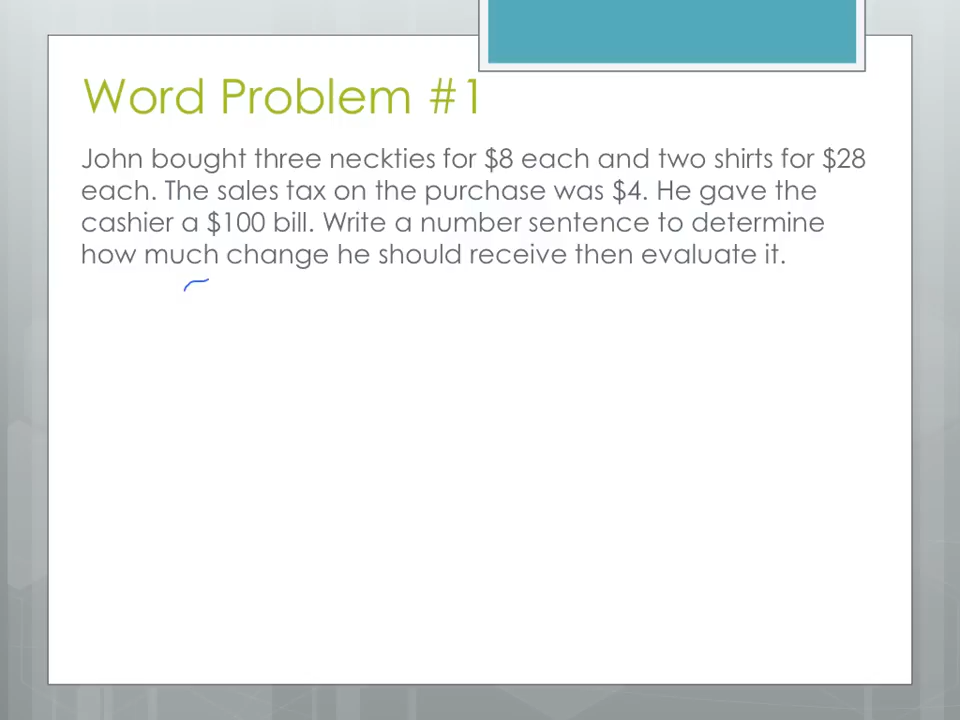 Word Problem #1
John bought three neckties for $8 each and two shirts for $28
each. The sales tax on the purchase was $4. He gave the
cashier a $100 bill. Write a number sentence to determine
how much change he should receive then evaluate it.